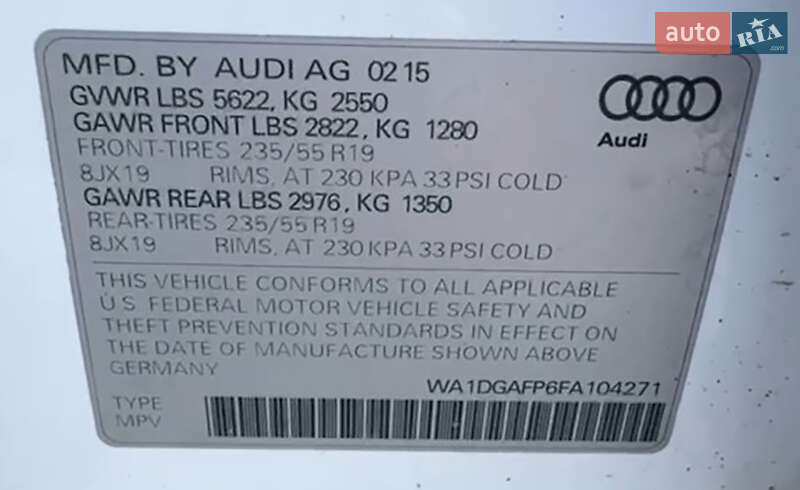 auto RIA
.com
MFD. BY AUDI AG 02 15
GVWR LBS 5622, KG 2550
GAWR FRONT LBS 2822, KG 1280
FRONT-TIRES 235/55 R19
8JX19 RIMS, AT 230 KPA 33 PSI COLD
GAWR REAR LBS 2976, KG 1350
REAR-TIRES 235/55 R19
8JX19 RIMS, AT 230 KPA 33 PSI COLD
Audi
THIS VEHICLE CONFORMS TO ALL APPLICABLE
U.S. FEDERAL MOTOR VEHICLE SAFETY AND
THEFT PREVENTION STANDARDS IN EFFECT ON
THE DATE OF MANUFACTURE SHOWN ABOVE
GERMANY
WA1DGAFP6FA104271
TYPE
MPV